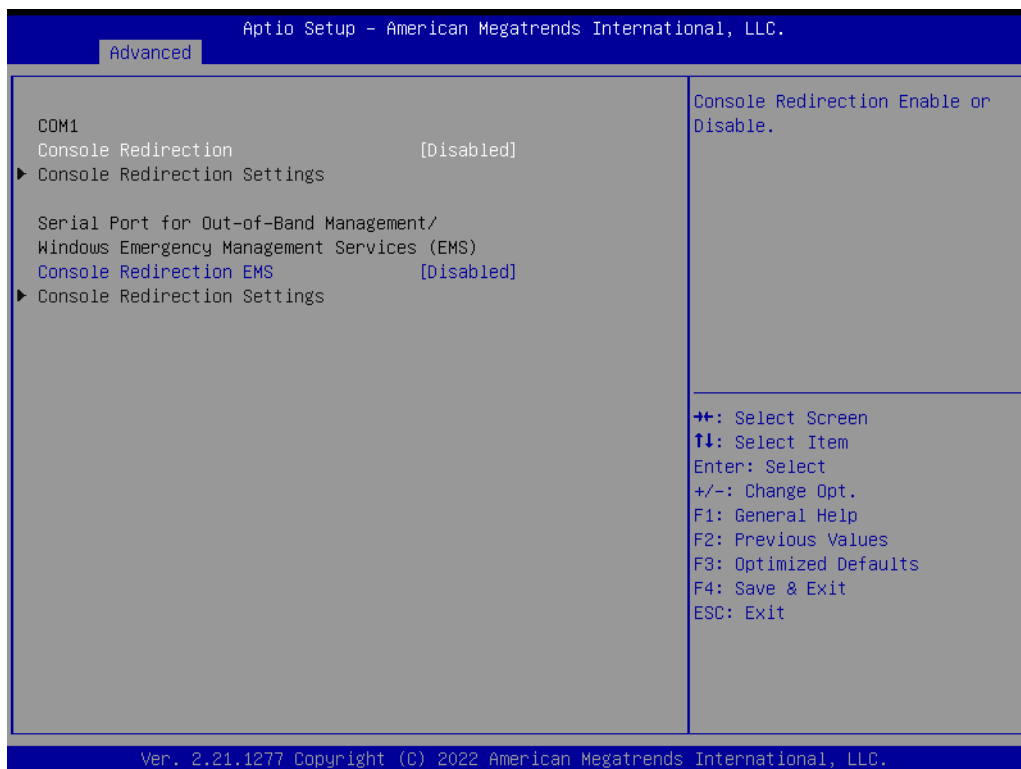 Aptio Setup – American Megatrends International, LLC.
Advanced
COM1
Console Redirection [Disabled]
▶ Console Redirection Settings
Serial Port for Out-of-Band Management/
Windows Emergency Management Services (EMS)
Console Redirection EMS [Disabled]
▶ Console Redirection Settings
Console Redirection Enable or
Disable.
→←: Select Screen
↑↓: Select Item
Enter: Select
+/-: Change Opt.
F1: General Help
F2: Previous Values
F3: Optimized Defaults
F4: Save & Exit
ESC: Exit
Ver. 2.21.1277 Copyright (C) 2022 American Megatrends International, LLC.